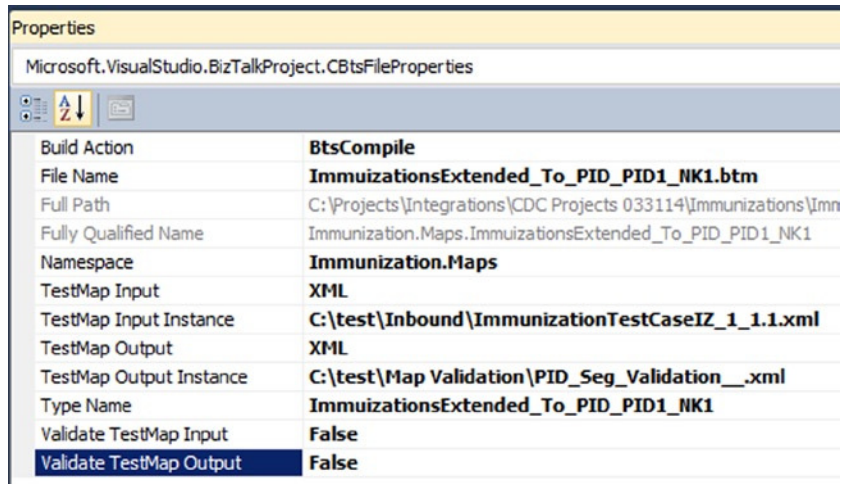 Properties
Microsoft.VisualStudio.BizTalkProject.CBtsFileProperties
Build Action BtsCompile
File Name ImmuizationsExtended_To_PID_PID1_NK1.btm
Full Path C:\Projects\Integrations\CDC Projects 033114\Immunizations\Imm
Fully Qualified Name Immunization.Maps.ImmuizationsExtended_To_PID_PID1_NK1
Namespace Immunization.Maps
TestMap Input XML
TestMap Input Instance C:\test\Inbound\ImmunizationTestCaseIZ_1_1.1.xml
TestMap Output XML
TestMap Output Instance C:\test\Map Validation\PID_Seg_Validation__.xml
Type Name ImmuizationsExtended_To_PID_PID1_NK1
Validate TestMap Input False
Validate TestMap Output False